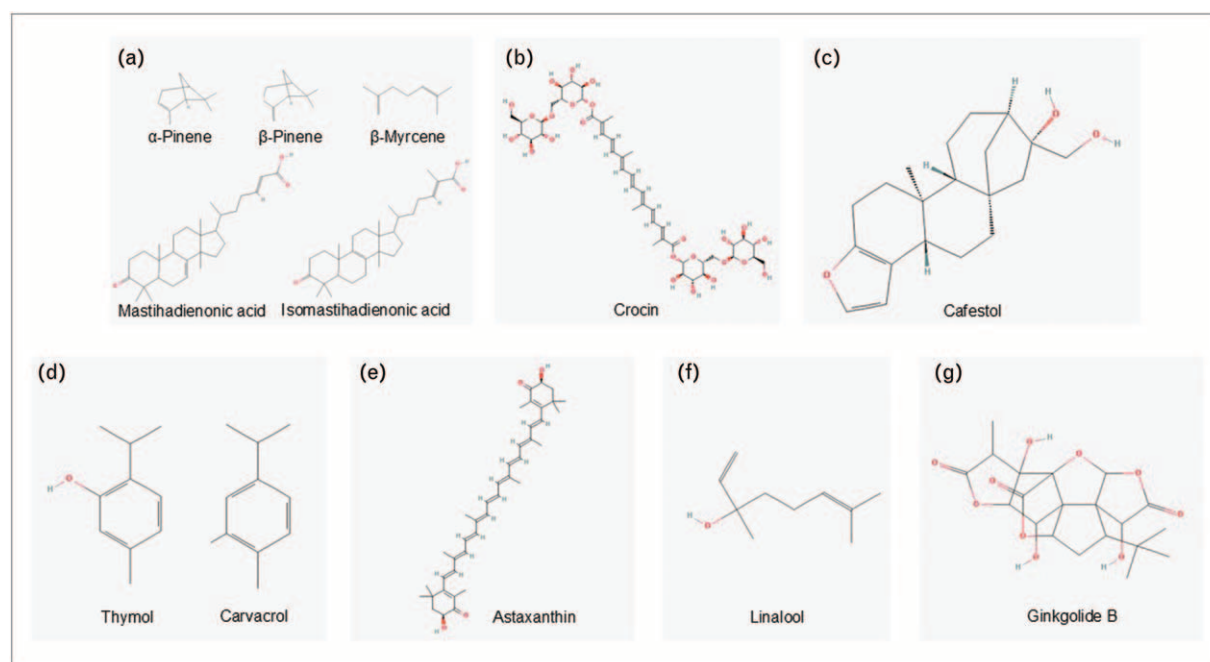 (a)
(b)
(c)
α-Pinene
β-Pinene
β-Myrcene
Mastihadienonic acid
Isomastihadienonic acid
Crocin
Cafestol
(d)
(e)
(f)
(g)
Thymol
Carvacrol
Astaxanthin
Linalool
Ginkgolide B